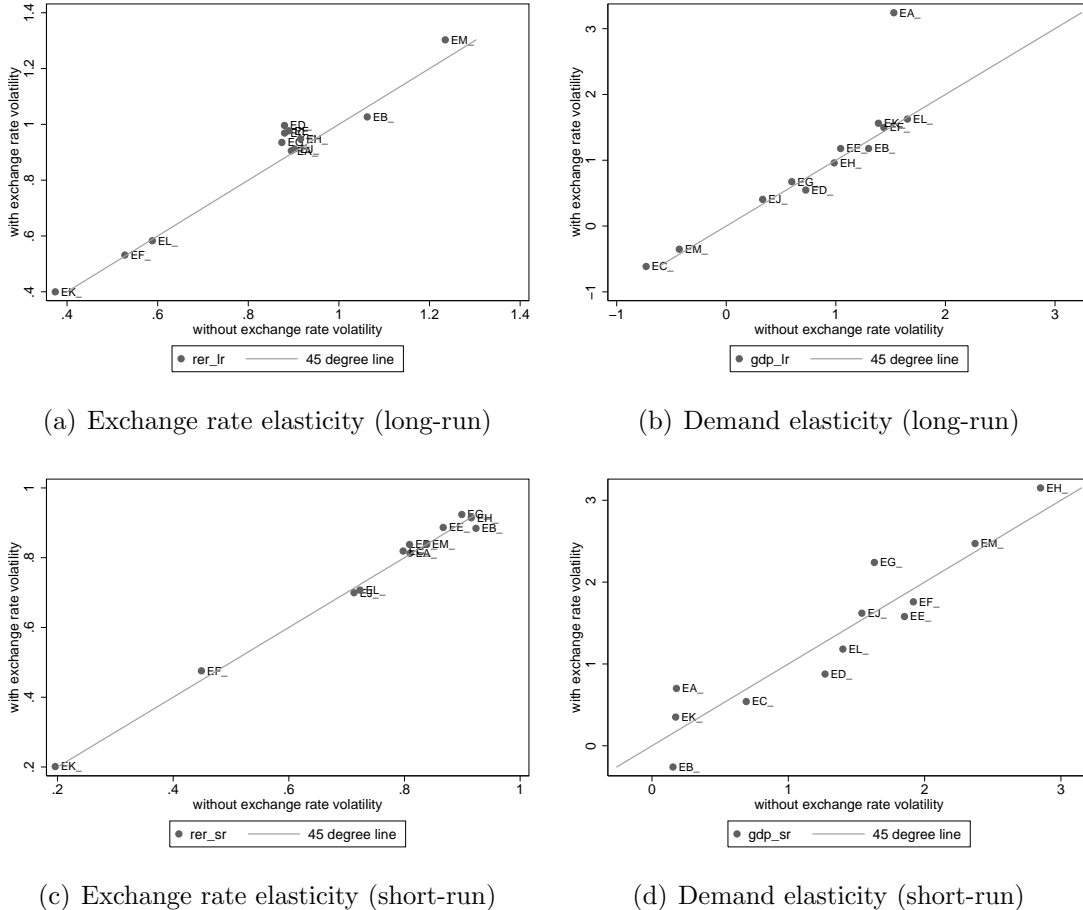 with exchange rate volatility
1.4
1.2
1
.8
.6
.4
EM_
EB_
ED_
EH_
EG_
EA_
EL_
EF_
EK_
.4
.6
.8
1
1.2
1.4
without exchange rate volatility
rer_lr
45 degree line
(a) Exchange rate elasticity (long-run)
with exchange rate volatility
3
2
1
0
−1
EA_
EL_
EK_
EF_
EE_
EB_
EH_
EG_
ED_
EJ_
EM_
EC_
−1
0
1
2
3
without exchange rate volatility
gdp_lr
45 degree line
(b) Demand elasticity (long-run)
with exchange rate volatility
1
.8
.6
.4
.2
EG_
EH_
EE_
EB_
EM_
EA_
EL_
EJ_
EF_
EK_
.2
.4
.6
.8
1
without exchange rate volatility
rer_sr
45 degree line
(c) Exchange rate elasticity (short-run)
with exchange rate volatility
3
2
1
0
EH_
EM_
EG_
EF_
EJ_
EE_
EL_
ED_
EA_
EC_
EK_
EB_
0
1
2
3
without exchange rate volatility
gdp_sr
45 degree line
(d) Demand elasticity (short-run)